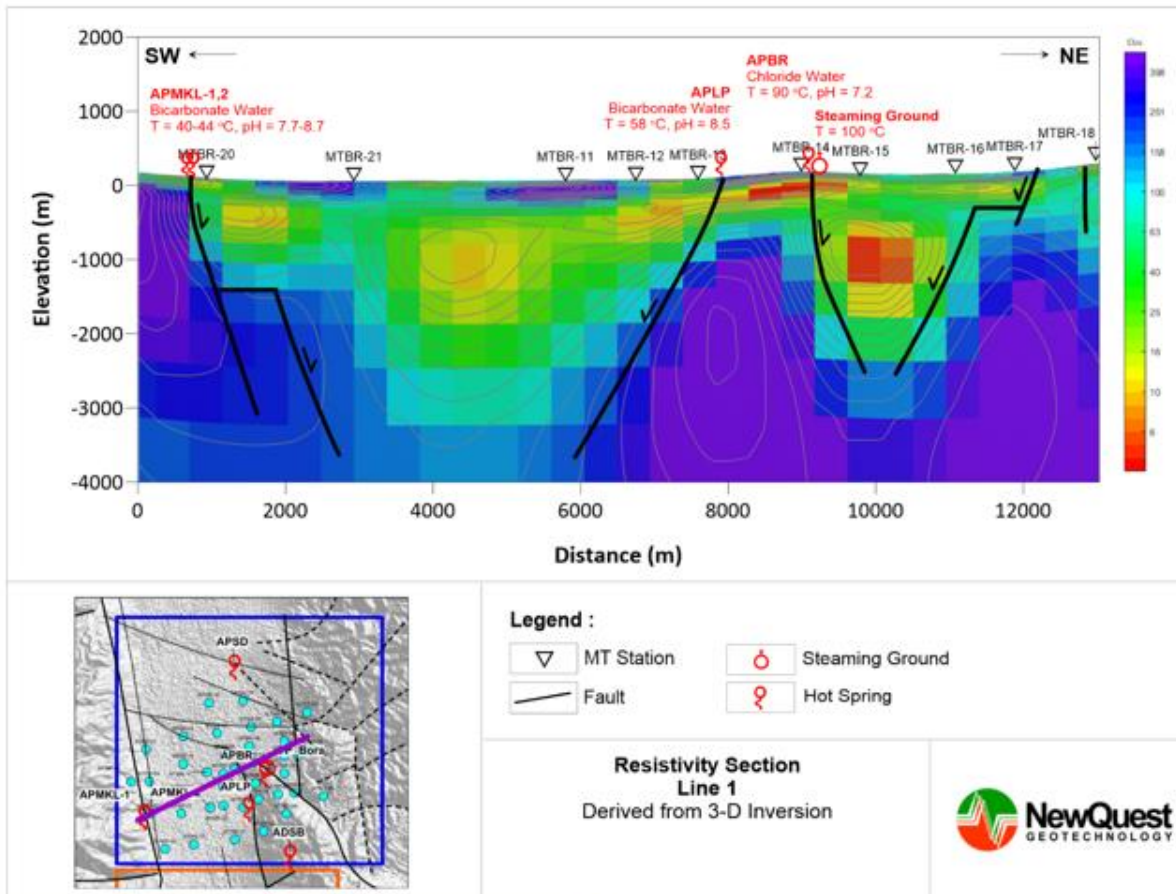 2000
SW
NE
APBR
Chloride Water
T = 90 °C, pH = 7.2
APMKL-1,2
Bicarbonate Water
T = 40-44 °C, pH = 7.7-8.7
APLP
Bicarbonate Water
T = 58 °C, pH = 8.5
Steaming Ground
T = 100 °C
1000
MTBR-20
MTBR-21
MTBR-11
MTBR-12
MTBR-14
MTBR-15
MTBR-16
MTBR-17
MTBR-18
0
-1000
-2000
-3000
-4000
Elevation (m)
0 2000 4000 6000 8000 10000 12000
Distance (m)
APSD
APBR
Bora
APMKL-1
APLP
ADSB
Legend :
MT Station
Steaming Ground
Fault
Hot Spring
Resistivity Section
Line 1
Derived from 3-D Inversion
NewQuest
GEOTECHNOLOGY